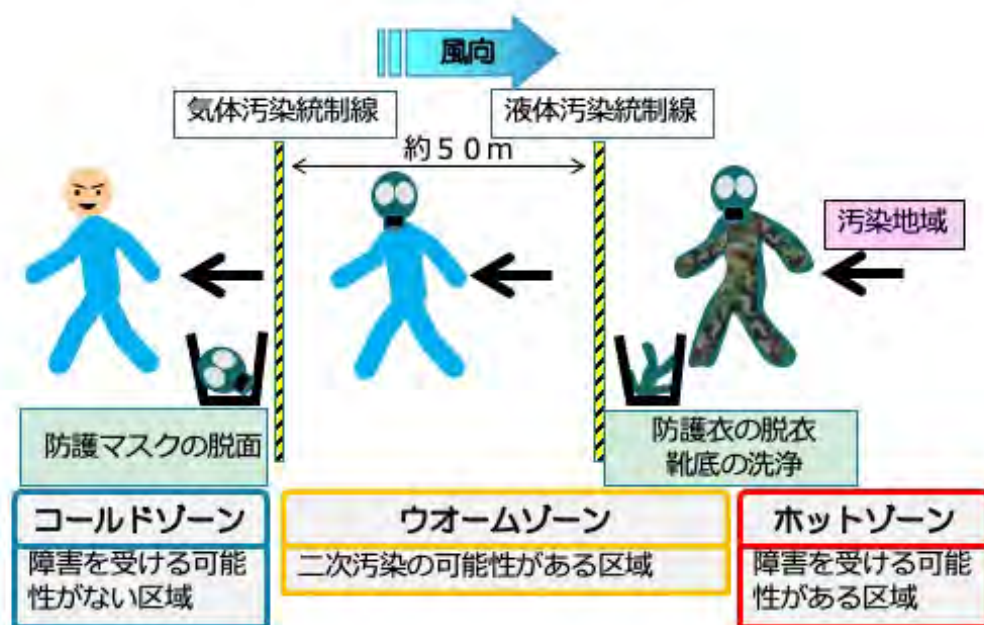 風向
気体汚染統制線
液体汚染統制線
約50m
汚染地域
防護マスクの脱面
防護衣の脱衣
靴底の洗浄
コールドゾーン
ウオームゾーン
ホットゾーン
障害を受ける可能
性がない区域
二次汚染の可能性がある区域
障害を受ける可能
性がある区域